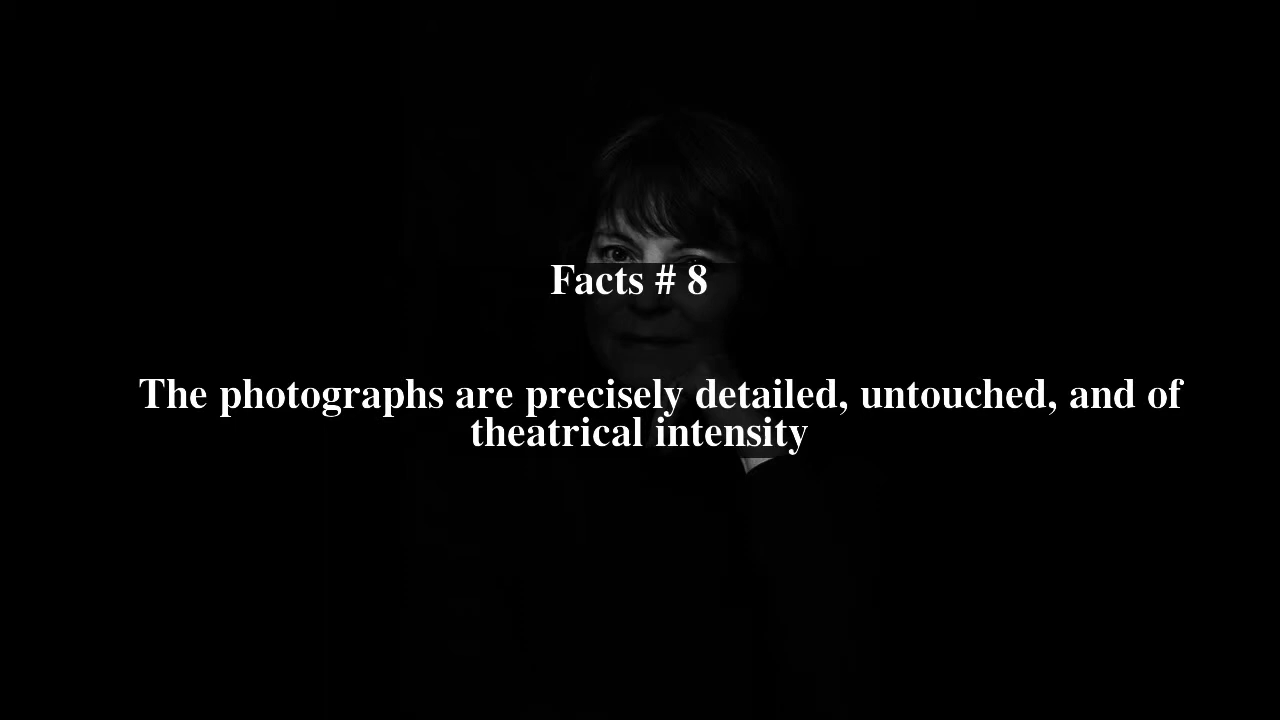 Facts # 8
The photographs are precisely detailed, untouched, and of
theatrical intensity